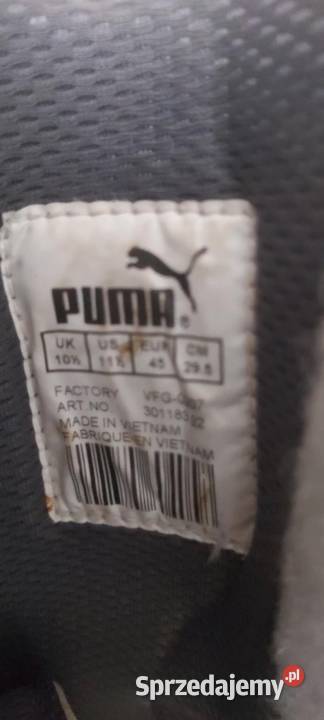 PUMA®
UK US EUR CM
10½ 11½ 45 29.5
FACTORY
ART.NO. 301183
MADE IN VIETNAM
FABRIQUE EN VIETNAM
Sprzedajemy.pl